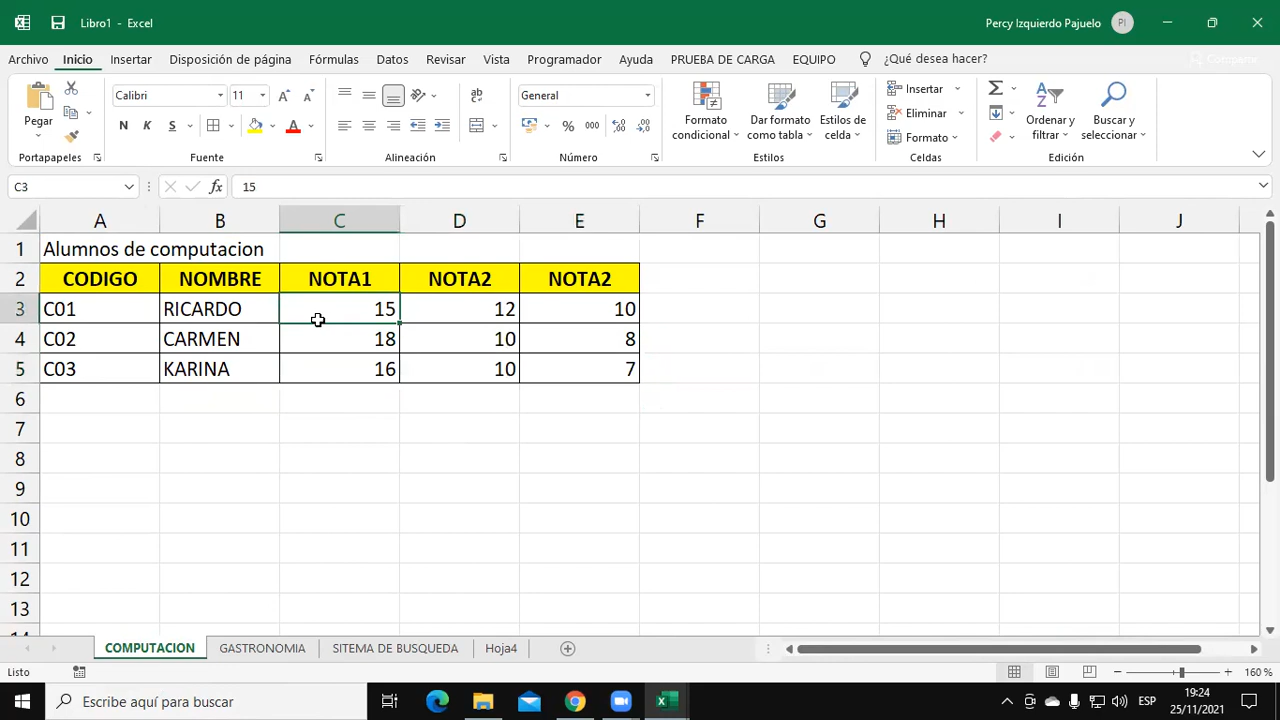 Libro1 - Excel
Percy Izquierdo Pajuelo PI
Archivo Inicio Insertar Disposición de página Fórmulas Datos Revisar Vista Programador Ayuda PRUEBA DE CARGA EQUIPO ¿Qué desea hacer? Compartir
Pegar
Calibri 11
N K S A
ab
General
% 000
Formato condicional
Dar formato como tabla
Estilos de celda
Insertar
Eliminar
Formato
Ordenar y filtrar
Buscar y seleccionar
Portapapeles Fuente Alineación Número Estilos Celdas Edición
C3 fx 15
A B C D E F G H I J
1 Alumnos de computacion
2 CODIGO NOMBRE NOTA1 NOTA2 NOTA2
3 C01 RICARDO 15 12 10
4 C02 CARMEN 18 10 8
5 C03 KARINA 16 10 7
6
7
8
9
10
11
12
13
14
COMPUTACION GASTRONOMIA SITEMA DE BUSQUEDA Hoja4
Listo 160 %
Escribe aquí para buscar
ESP
19:24
25/11/2021